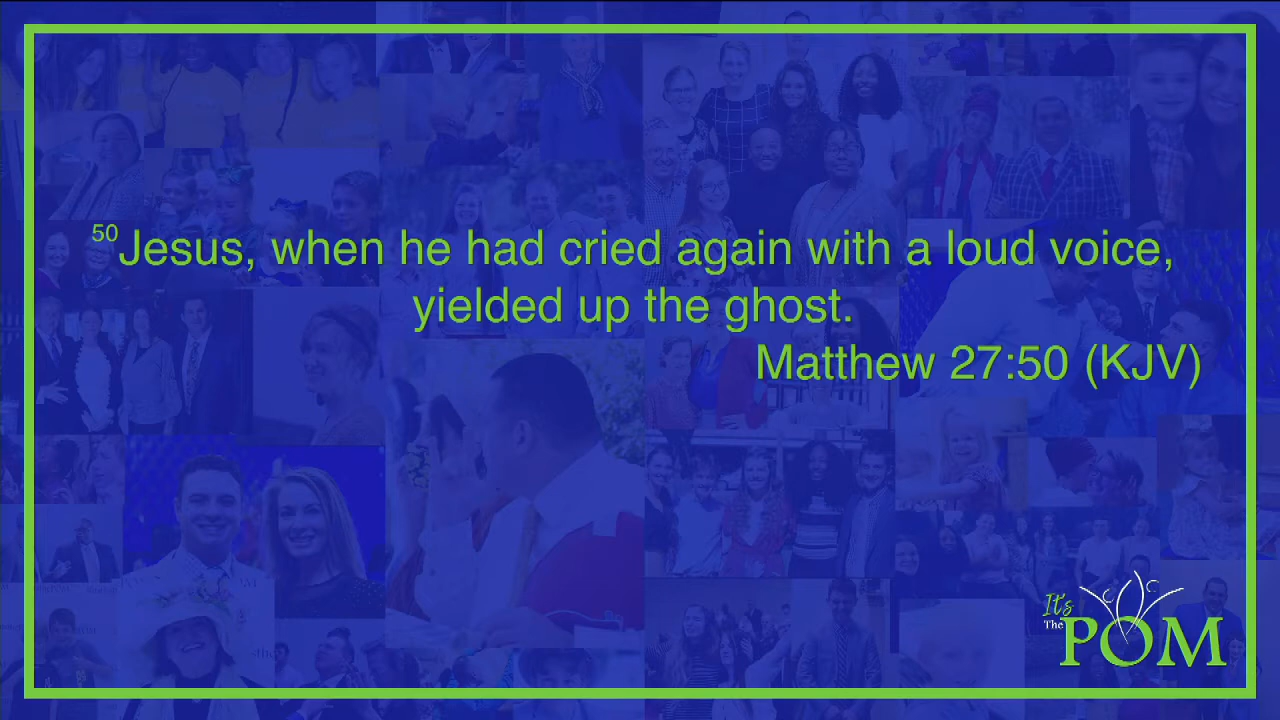 50Jesus, when he had cried again with a loud voice,
yielded up the ghost.
Matthew 27:50 (KJV)
It's
The
POM